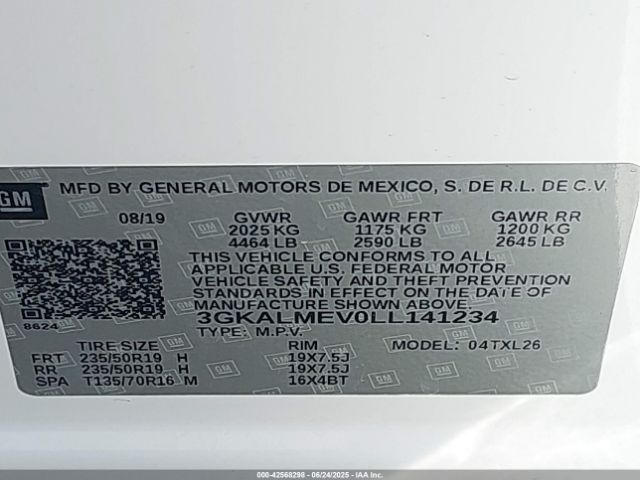 GM MFD BY GENERAL MOTORS DE MEXICO, S. DE R.L. DE C.V.
08/19 GVWR GAWR FRT GAWR RR
2025 KG 1175 KG 1200 KG
4464 LB 2590 LB 2645 LB
THIS VEHICLE CONFORMS TO ALL
APPLICABLE U.S. FEDERAL MOTOR
VEHICLE SAFETY AND THEFT PREVENTION
STANDARDS IN EFFECT ON THE DATE OF
MANUFACTURE SHOWN ABOVE
8624 3GKALMEV0LL141234
TYPE: M.P.V.
TIRE SIZE RIM MODEL: 04TXL26
FRT 235/50R19 H 19X7.5J
RR 235/50R19 H 19X7.5J
SPA T135/70R16 M 16X4BT
000-42568298 - 06/24/2025 - IAAI.COM